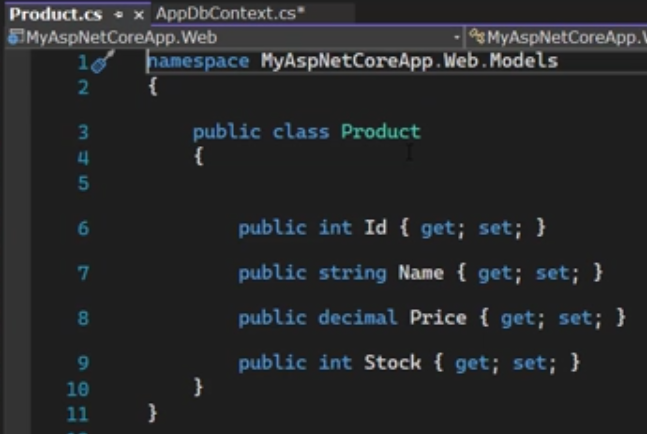 Product.cs AppDbContext.cs*
MyAspNetCoreApp.Web MyAspNetCoreApp.
1 namespace MyAspNetCoreApp.Web.Models
2 {
3 public class Product
4 {
5
6 public int Id { get; set; }
7 public string Name { get; set; }
8 public decimal Price { get; set; }
9 public int Stock { get; set; }
10 }
11 }